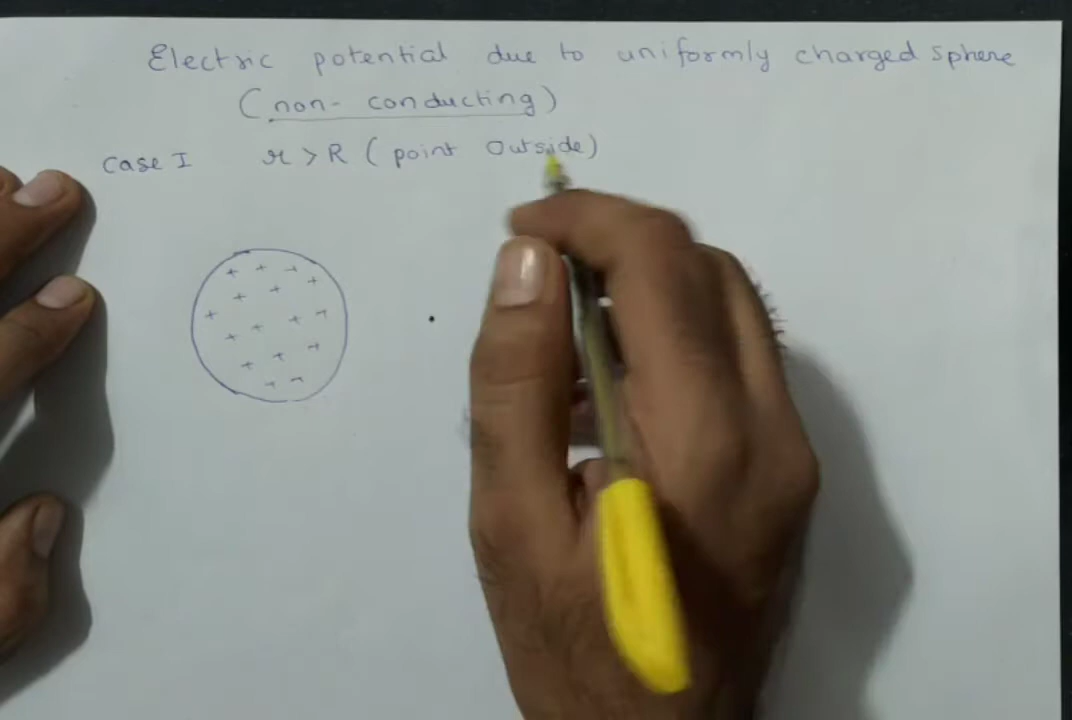 Electric potential due to uniformly charged sphere
(non-conducting)
Case I r > R (point outside)